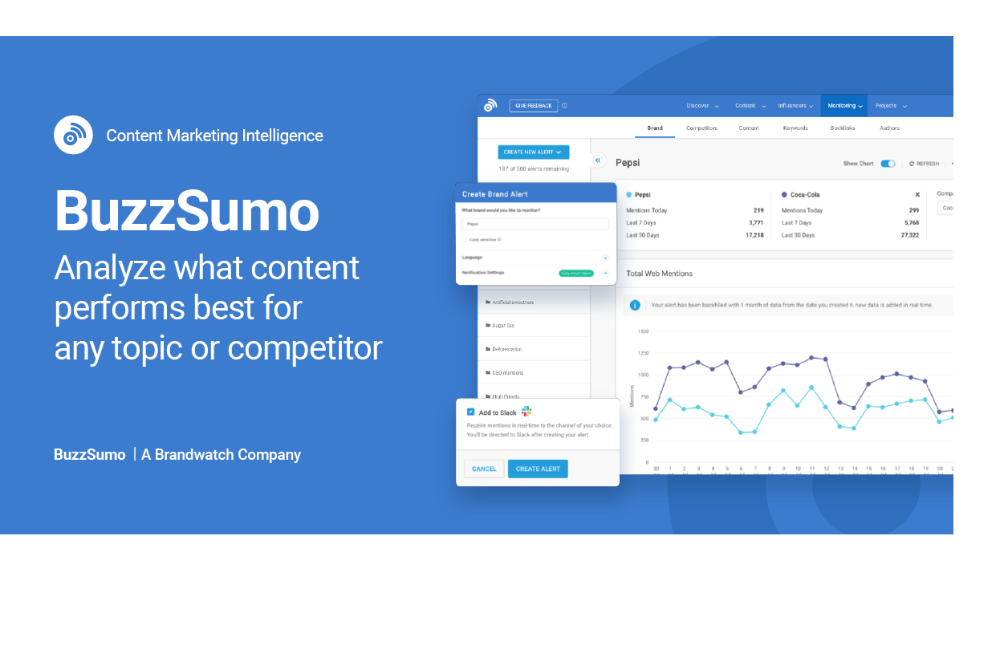 Content Marketing Intelligence
BuzzSumo
Analyze what content
performs best for
any topic or competitor
BuzzSumo | A Brandwatch Company
GIVE FEEDBACK
Discover Content Influencers Monitoring Projects
Brand Competitors Content Keywords Backlinks Authors
CREATE NEW ALERT
187 of 500 alerts remaining
Create Brand Alert
What brand would you like to monitor?
Pepsi
Case sensitive
Language
Notification Settings
Artificial sweetners
Sugar Tax
Deforestation
CEO mentions
High Priority
Add to Slack
Receive mentions in real-time to the channel of your choice.
You'll be directed to Slack after creating your alert.
CANCEL CREATE ALERT
Pepsi
Show Chart REFRESH
Pepsi
Mentions Today 219
Last 7 Days 3,771
Last 30 Days 17,218
Coca-Cola X
Mentions Today 299
Last 7 Days 5,768
Last 30 Days 27,322
Total Web Mentions
Your alert has been backfilled with 1 month of data from the date you created it, new data is added in real time.
Mentions
1500
1250
1000
750
500
250
0
30 1 2 3 4 5 6 7 8 9 10 11 12 13 14 15 16 17 18 19 20